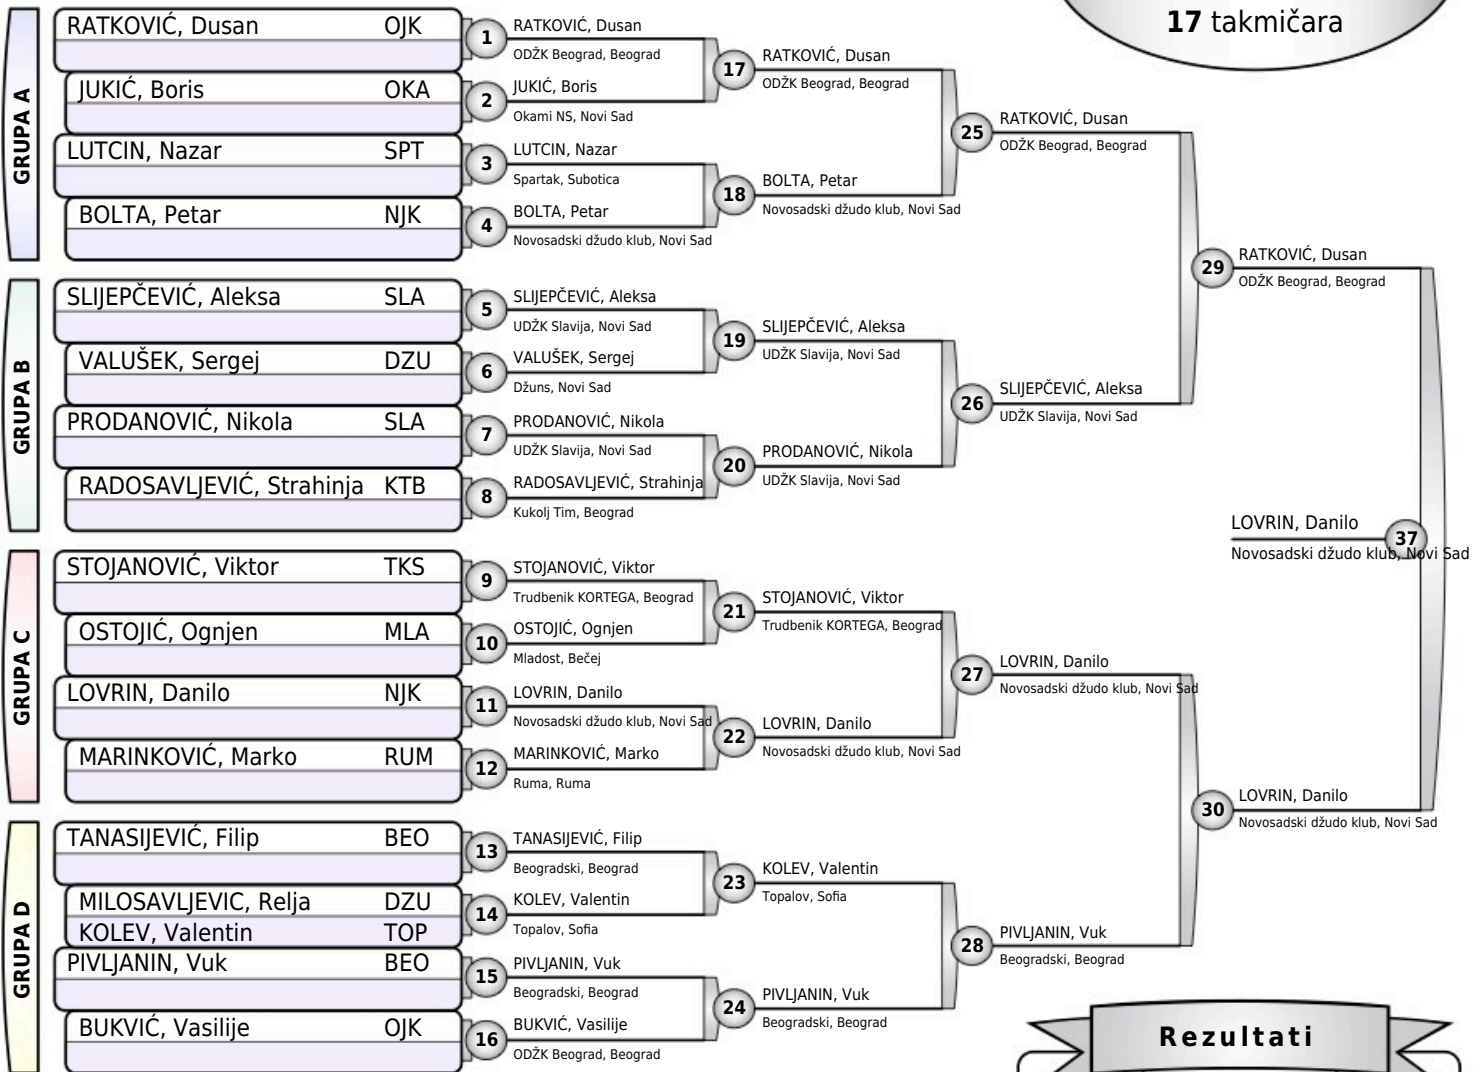 17 takmičara
GRUPA A
RATKOVIĆ, Dusan OJK
JUKIĆ, Boris OKA
LUTCIN, Nazar SPT
BOLTA, Petar NJK
1
RATKOVIĆ, Dusan
ODŽK Beograd, Beograd
2
JUKIĆ, Boris
Okami NS, Novi Sad
3
LUTCIN, Nazar
Spartak, Subotica
4
BOLTA, Petar
Novosadski džudo klub, Novi Sad
17
RATKOVIĆ, Dusan
ODŽK Beograd, Beograd
18
BOLTA, Petar
Novosadski džudo klub, Novi Sad
25
RATKOVIĆ, Dusan
ODŽK Beograd, Beograd
GRUPA B
SLIJEPČEVIĆ, Aleksa SLA
VALUŠEK, Sergej DZU
PRODANOVIĆ, Nikola SLA
RADOSAVLJEVIĆ, Strahinja KTB
5
SLIJEPČEVIĆ, Aleksa
UDŽK Slavija, Novi Sad
6
VALUŠEK, Sergej
Džuns, Novi Sad
7
PRODANOVIĆ, Nikola
UDŽK Slavija, Novi Sad
8
RADOSAVLJEVIĆ, Strahinja
Kukolj Tim, Beograd
19
SLIJEPČEVIĆ, Aleksa
UDŽK Slavija, Novi Sad
20
PRODANOVIĆ, Nikola
UDŽK Slavija, Novi Sad
26
SLIJEPČEVIĆ, Aleksa
UDŽK Slavija, Novi Sad
29
RATKOVIĆ, Dusan
ODŽK Beograd, Beograd
GRUPA C
STOJANOVIĆ, Viktor TKS
OSTOJIĆ, Ognjen MLA
LOVRIN, Danilo NJK
MARINKOVIĆ, Marko RUM
9
STOJANOVIĆ, Viktor
Trudbenik KORTEGA, Beograd
10
OSTOJIĆ, Ognjen
Mladost, Bečej
11
LOVRIN, Danilo
Novosadski džudo klub, Novi Sad
12
MARINKOVIĆ, Marko
Ruma, Ruma
21
STOJANOVIĆ, Viktor
Trudbenik KORTEGA, Beograd
22
LOVRIN, Danilo
Novosadski džudo klub, Novi Sad
27
LOVRIN, Danilo
Novosadski džudo klub, Novi Sad
GRUPA D
TANASIJEVIĆ, Filip BEO
MILOSAVLJEVIC, Relja DZU
KOLEV, Valentin TOP
PIVLJANIN, Vuk BEO
BUKVIĆ, Vasilije OJK
13
TANASIJEVIĆ, Filip
Beogradski, Beograd
14
KOLEV, Valentin
Topalov, Sofia
15
PIVLJANIN, Vuk
Beogradski, Beograd
16
BUKVIĆ, Vasilije
ODŽK Beograd, Beograd
23
KOLEV, Valentin
Topalov, Sofia
24
PIVLJANIN, Vuk
Beogradski, Beograd
28
PIVLJANIN, Vuk
Beogradski, Beograd
30
LOVRIN, Danilo
Novosadski džudo klub, Novi Sad
37
LOVRIN, Danilo
Novosadski džudo klub, Novi Sad
Rezultati